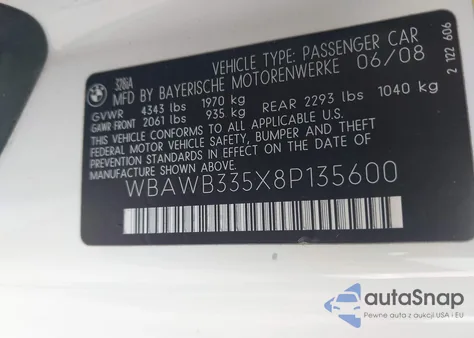 BMW
328iA
VEHICLE TYPE: PASSENGER CAR
MFD BY BAYERISCHE MOTORENWERKE 06/08
GVWR 4343 lbs 1970 kg
GAWR FRONT 2061 lbs 935 kg REAR 2293 lbs 1040 kg
THIS VEHICLE CONFORMS TO ALL APPLICABLE
FEDERAL MOTOR VEHICLE SAFETY, BUMPER AND THEFT
PREVENTION STANDARDS IN EFFECT ON THE DATE OF
MANUFACTURE SHOWN ABOVE.
WBAWB335X8P135600
2 122 606
autaSnap
Pewne auta z aukcji USA i EU